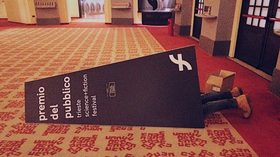 premio
del
pubblico
trieste
science+fiction
festival